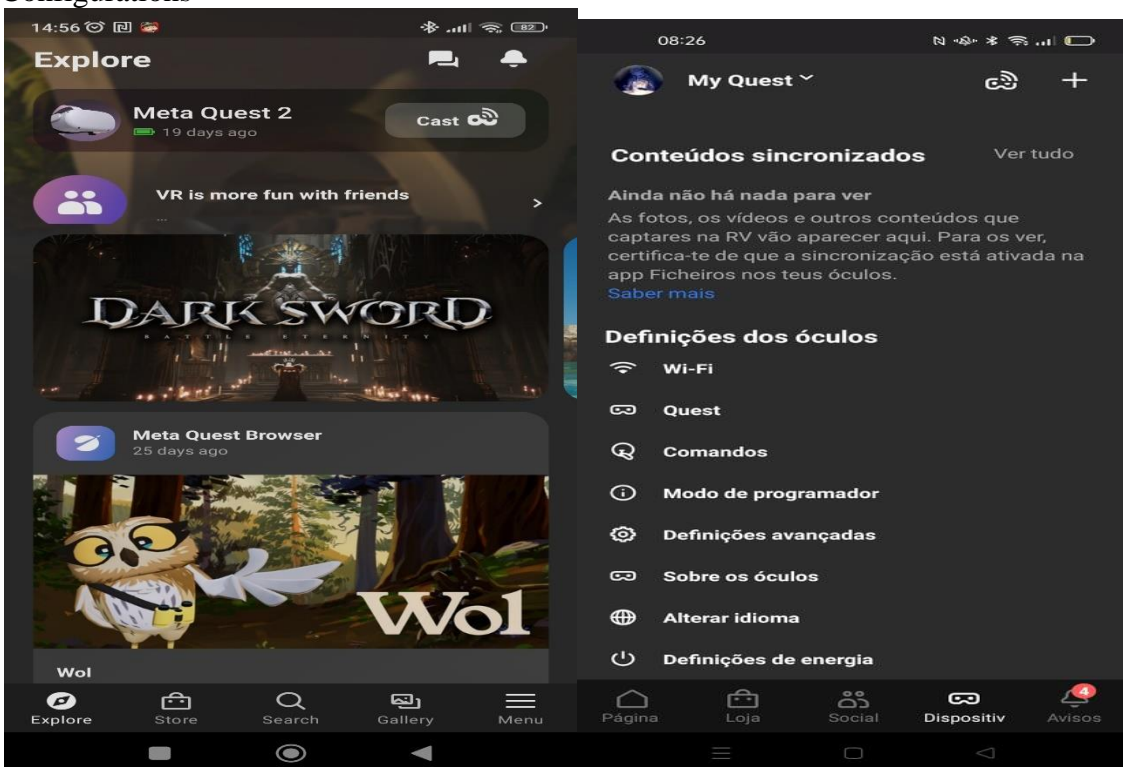 Configurations
14:56
82
Explore
Meta Quest 2
19 days ago
Cast
VR is more fun with friends
...
DARK SWORD
BATTLE ETERNITY
Meta Quest Browser
25 days ago
Wol
Wol
Explore
Store
Search
Gallery
Menu
08:26
My Quest
Conteúdos sincronizados
Ver tudo
Ainda não há nada para ver
As fotos, os vídeos e outros conteúdos que
captares na RV vão aparecer aqui. Para os ver,
certifica-te de que a sincronização está ativada na
app Ficheiros nos teus óculos.
Saber mais
Definições dos óculos
Wi-Fi
Quest
Comandos
Modo de programador
Definições avançadas
Sobre os óculos
Alterar idioma
Definições de energia
Página
Loja
Social
Dispositiv
4
Avisos